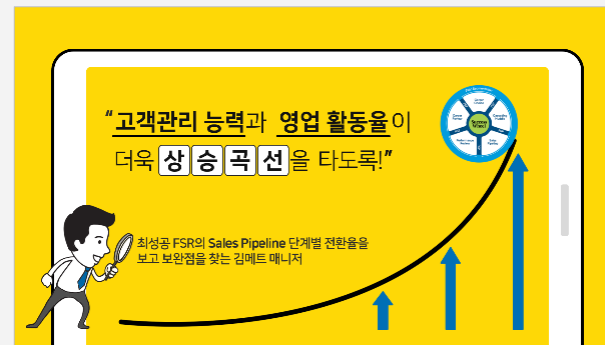 “고객관리 능력과 영업 활동율이
더욱 상승곡선을 타도록!”
최성공 FSR의 Sales Pipeline 단계별 전환율을
보고 보완점을 찾는 김메트 매니저
Success
Wheel